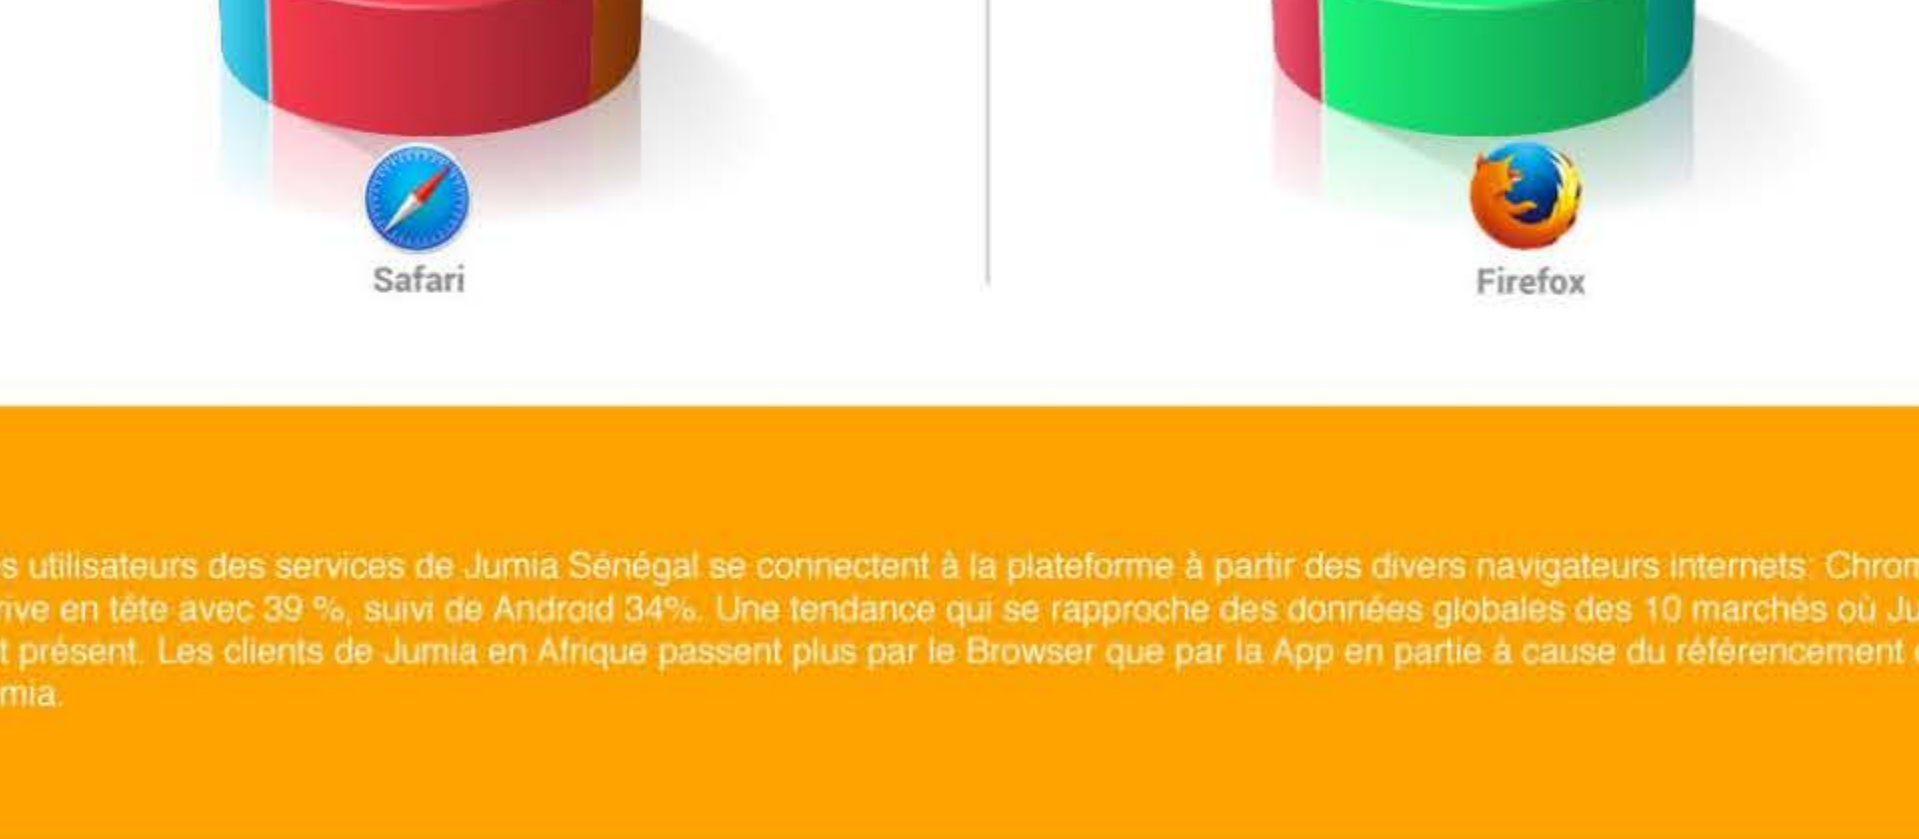 Safari
Firefox
s utilisateurs des services de Jumia Sénégal se connectent à la plateforme à partir des divers navigateurs internets: Chrom
rive en tête avec 39 %, suivi de Android 34%. Une tendance qui se rapproche des données globales des 10 marchés où Ju
t présent. Les clients de Jumia en Afrique passent plus par le Browser que par la App en partie à cause du référencement
mia.